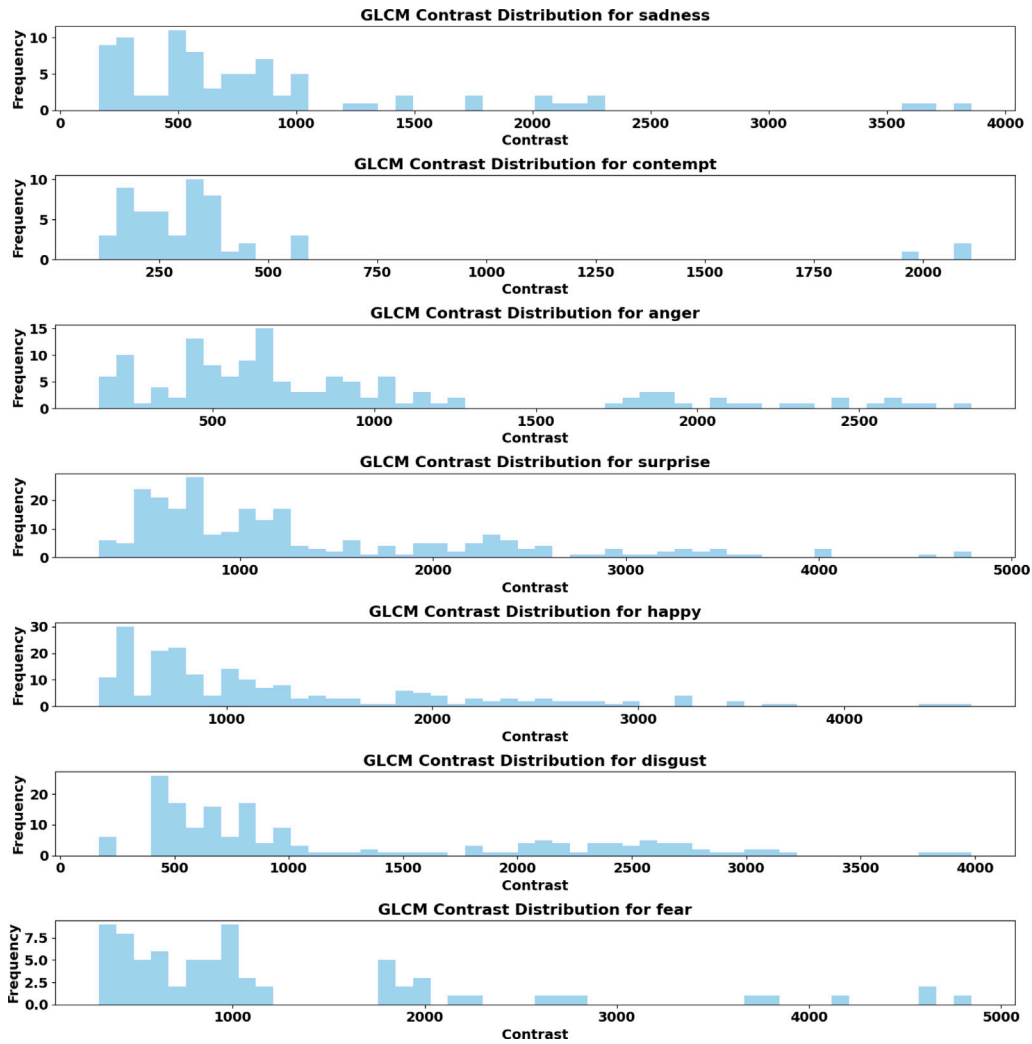 GLCM Contrast Distribution for sadness
Frequency
10
5
0
0 500 1000 1500 2000 2500 3000 3500 4000
Contrast
GLCM Contrast Distribution for contempt
Frequency
10
5
0
250 500 750 1000 1250 1500 1750 2000
Contrast
GLCM Contrast Distribution for anger
Frequency
15
10
5
0
500 1000 1500 2000 2500
Contrast
GLCM Contrast Distribution for surprise
Frequency
20
10
0
1000 2000 3000 4000 5000
Contrast
GLCM Contrast Distribution for happy
Frequency
30
20
10
0
1000 2000 3000 4000
Contrast
GLCM Contrast Distribution for disgust
Frequency
20
10
0
0 500 1000 1500 2000 2500 3000 3500 4000
Contrast
GLCM Contrast Distribution for fear
Frequency
7.5
5.0
2.5
0.0
1000 2000 3000 4000 5000
Contrast